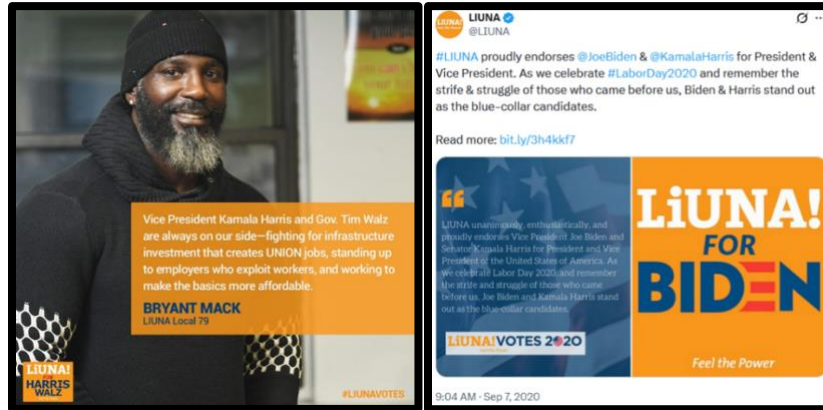 Vice President Kamala Harris and Gov. Tim Walz
are always on our side—fighting for infrastructure
investment that creates UNION jobs, standing up
to employers who exploit workers, and working to
make the basics more affordable.
BRYANT MACK
LIUNA Local 79
LiUNA!
HARRIS
WALZ
#LIUNAVOTES
LIUNA
@LIUNA
#LIUNA proudly endorses @JoeBiden & @KamalaHarris for President &
Vice President. As we celebrate #LaborDay2020 and remember the
strife & struggle of those who came before us, Biden & Harris stand out
as the blue-collar candidates.
Read more: bit.ly/3h4kkf7
LIUNA unanimously, enthusiastically, and
proudly endorses Vice President Joe Biden and
Senator Kamala Harris for President and Vice
President of the United States of America. As
we celebrate Labor Day 2020, and remember
the strife and struggle of those who came
before us, Joe Biden and Kamala Harris stand
out as the blue-collar candidates.
LiUNA!VOTES 2020
LiUNA!
FOR
BIDEN
Feel the Power
9:04 AM · Sep 7, 2020